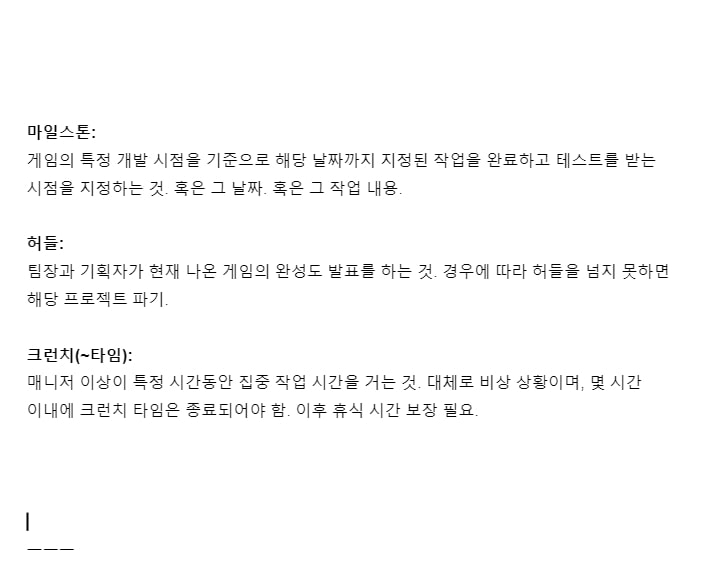 마일스톤:
게임의 특정 개발 시점을 기준으로 해당 날짜까지 지정된 작업을 완료하고 테스트를 받는
시점을 지정하는 것. 혹은 그 날짜. 혹은 그 작업 내용.
허들:
팀장과 기획자가 현재 나온 게임의 완성도 발표를 하는 것. 경우에 따라 허들을 넘지 못하면
해당 프로젝트 파기.
크런치(~타임):
매니저 이상이 특정 시간동안 집중 작업 시간을 거는 것. 대체로 비상 상황이며, 몇 시간
이내에 크런치 타임은 종료되어야 함. 이후 휴식 시간 보장 필요.
ㅡㅡㅡ